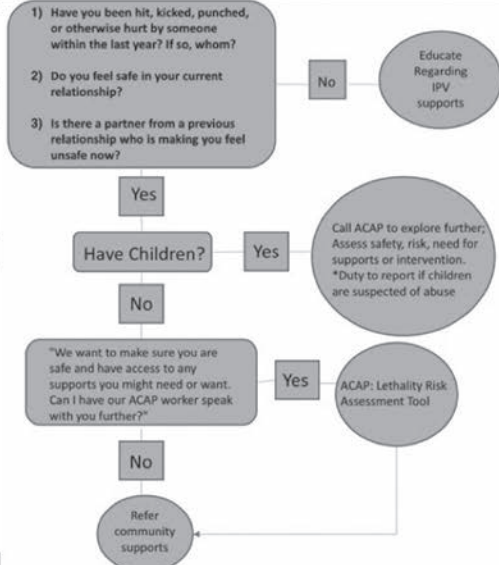 1) Have you been hit, kicked, punched,
or otherwise hurt by someone
within the last year? If so, whom?
2) Do you feel safe in your current
relationship?
3) Is there a partner from a previous
relationship who is making you feel
unsafe now?
No
Educate
Regarding
IPV
supports
Yes
Have Children?
Yes
Call ACAP to explore further;
Assess safety, risk, need for
supports or intervention.
*Duty to report if children
are suspected of abuse
No
"We want to make sure you are
safe and have access to any
supports you might need or want.
Can I have our ACAP worker speak
with you further?"
Yes
ACAP: Lethality Risk
Assessment Tool
No
Refer
community
supports